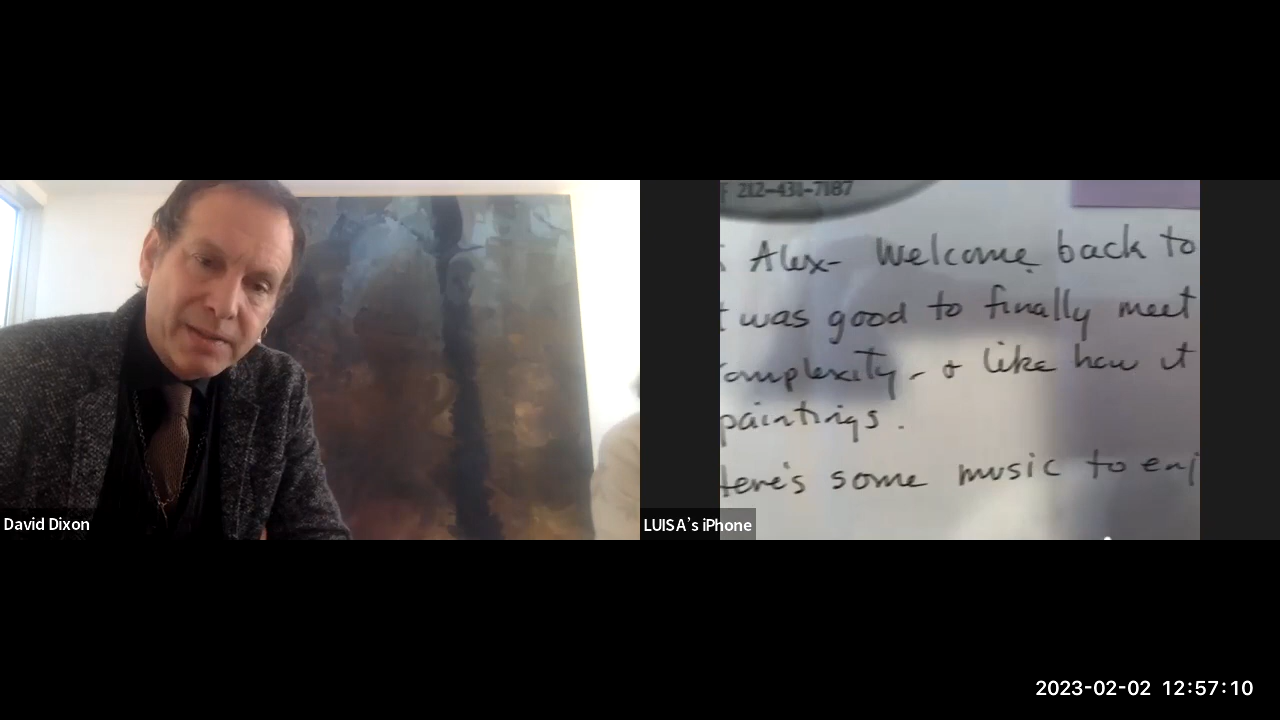 F 212-431-7187
Alex- Welcome back to
was good to finally meet
omplexity - & like how it
paintings.
Here's some music to enj
David Dixon
LUISA's iPhone
2023-02-02 12:57:10